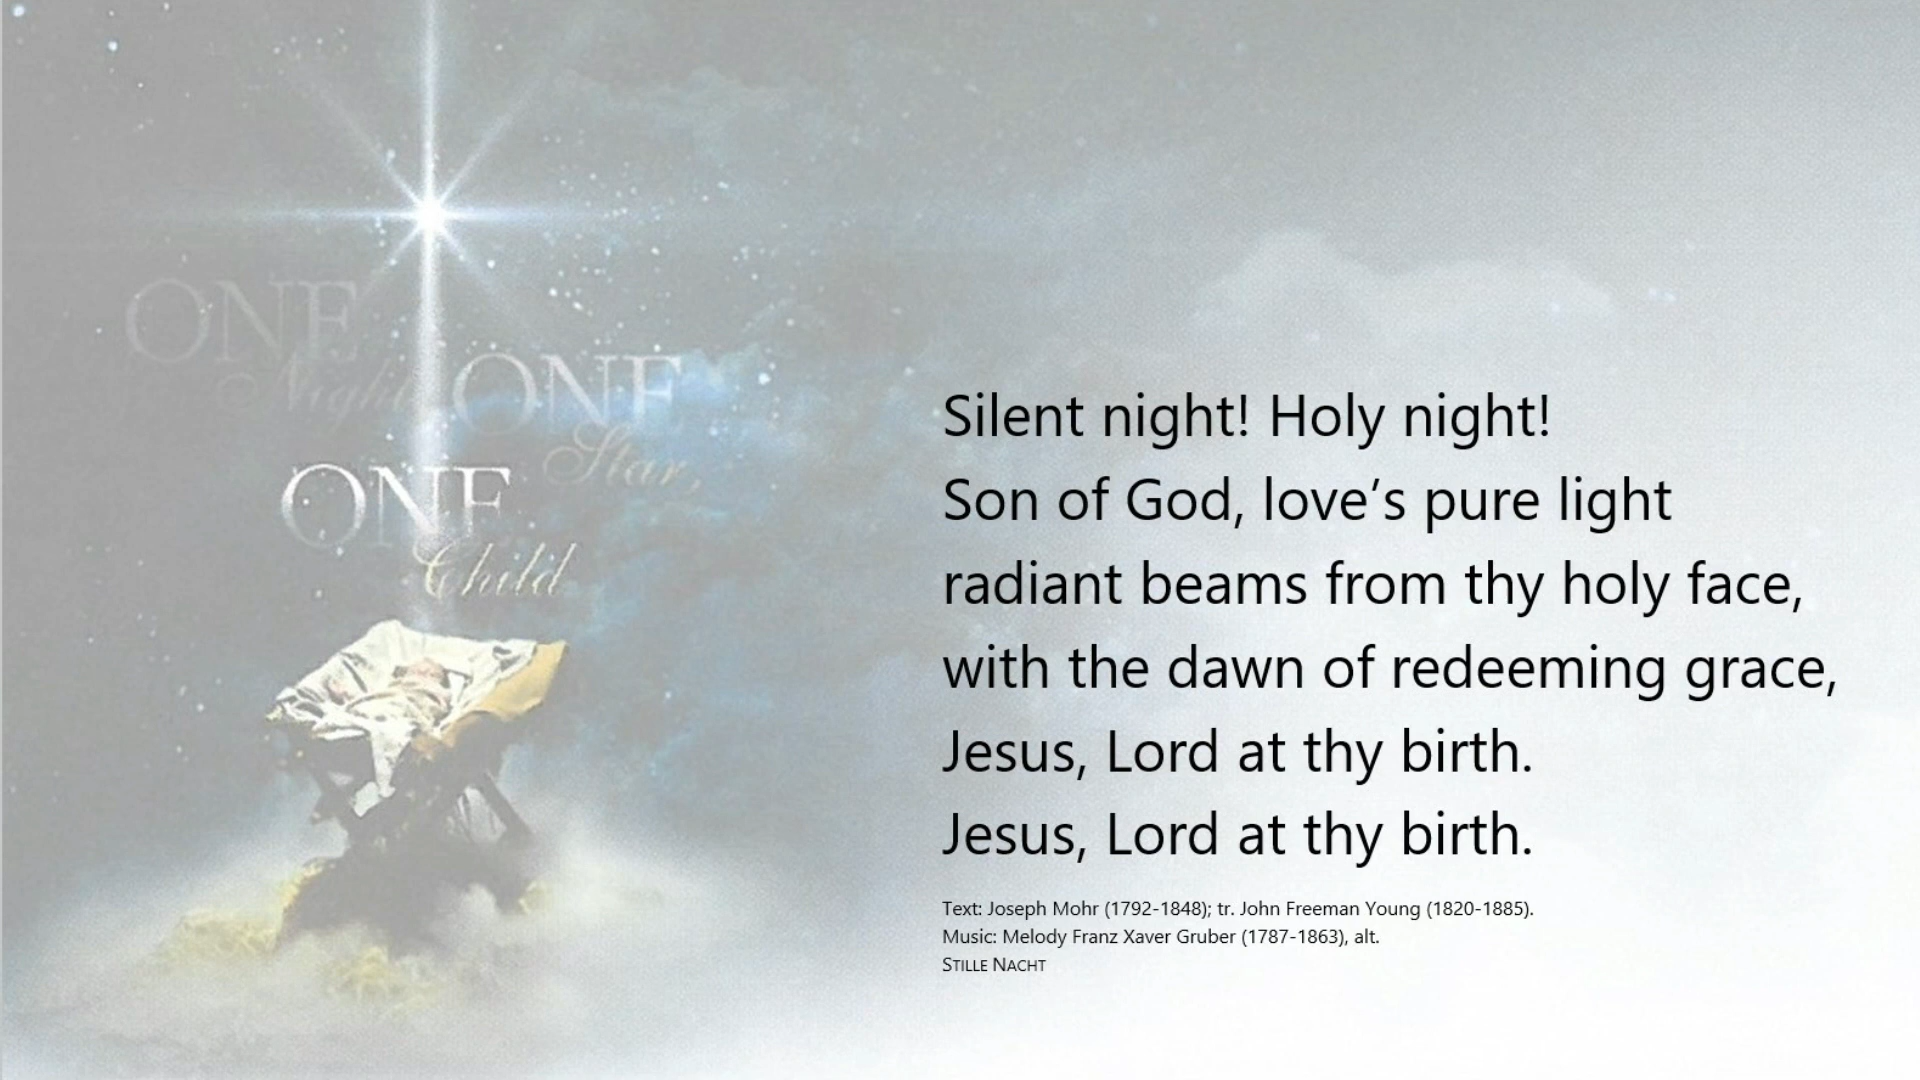 ONE
Night
ONE
Star,
ONE
Child
Silent night! Holy night!
Son of God, love’s pure light
radiant beams from thy holy face,
with the dawn of redeeming grace,
Jesus, Lord at thy birth.
Jesus, Lord at thy birth.
Text: Joseph Mohr (1792-1848); tr. John Freeman Young (1820-1885).
Music: Melody Franz Xaver Gruber (1787-1863), alt.
STILLE NACHT